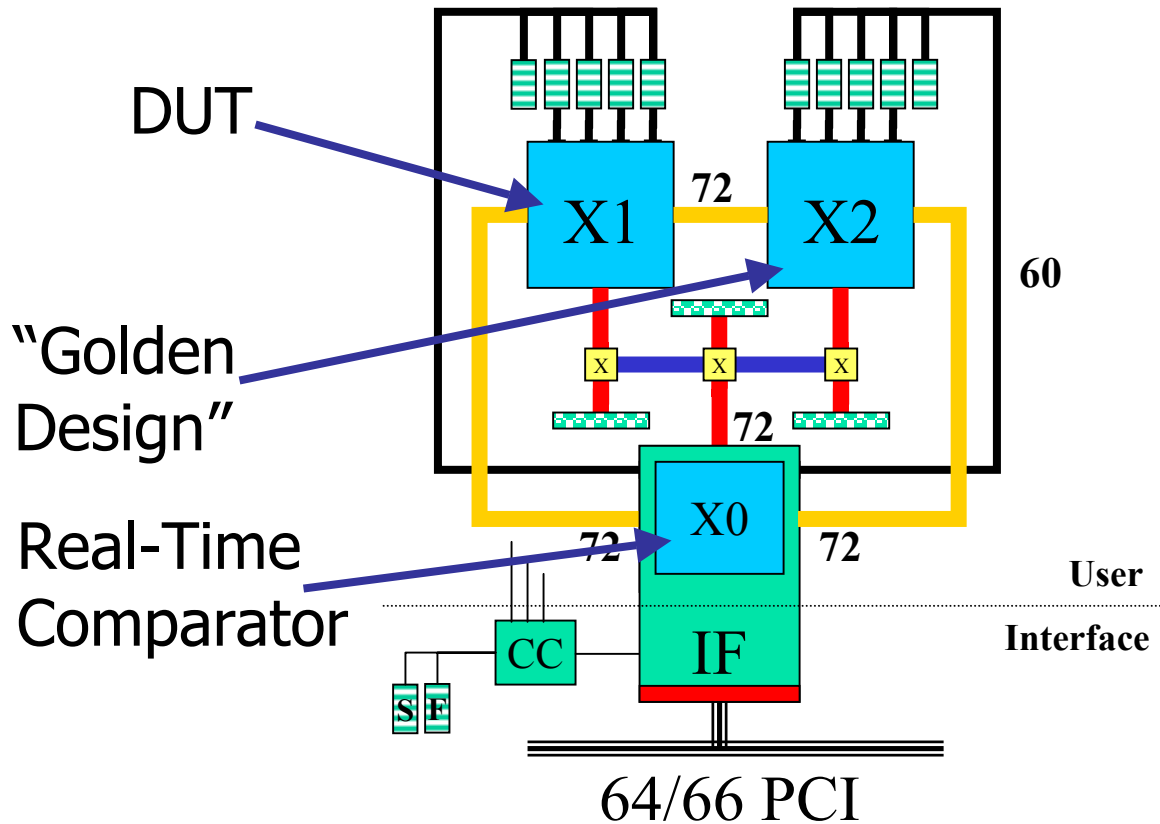 DUT
72
X1
X2
60
“Golden
Design”
X
X
X
72
Real-Time
Comparator
X0
72
72
User
Interface
CC
IF
S
F
64/66 PCI